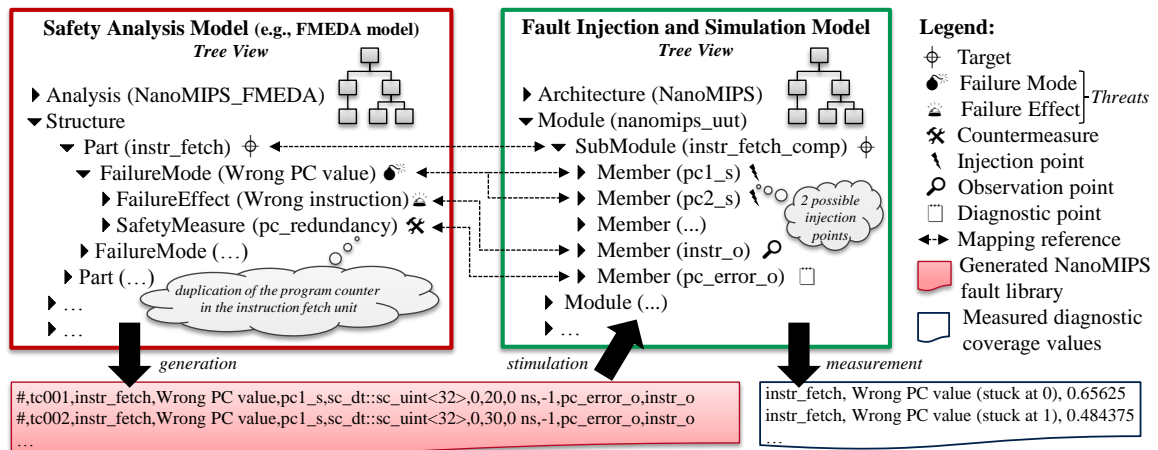 Safety Analysis Model (e.g., FMEDA model)
Tree View
Analysis (NanoMIPS_FMEDA)
Structure
Part (instr_fetch)
FailureMode (Wrong PC value)
FailureEffect (Wrong instruction)
SafetyMeasure (pc_redundancy)
FailureMode (…)
Part (…)
…
…
duplication of the program counter
in the instruction fetch unit
Fault Injection and Simulation Model
Tree View
Architecture (NanoMIPS)
Module (nanomips_uut)
SubModule (instr_fetch_comp)
Member (pc1_s)
Member (pc2_s)
Member (...)
Member (instr_o)
Member (pc_error_o)
Module (...)
…
2 possible
injection
points
Legend:
Target
Failure Mode
Failure Effect
Threats
Countermeasure
Injection point
Observation point
Diagnostic point
Mapping reference
Generated NanoMIPS
fault library
Measured diagnostic
coverage values
generation
stimulation
measurement
#,tc001,instr_fetch,Wrong PC value,pc1_s,sc_dt::sc_uint<32>,0,20,0 ns,-1,pc_error_o,instr_o
#,tc002,instr_fetch,Wrong PC value,pc1_s,sc_dt::sc_uint<32>,0,30,0 ns,-1,pc_error_o,instr_o
…
instr_fetch, Wrong PC value (stuck at 0), 0.65625
instr_fetch, Wrong PC value (stuck at 1), 0.484375
…